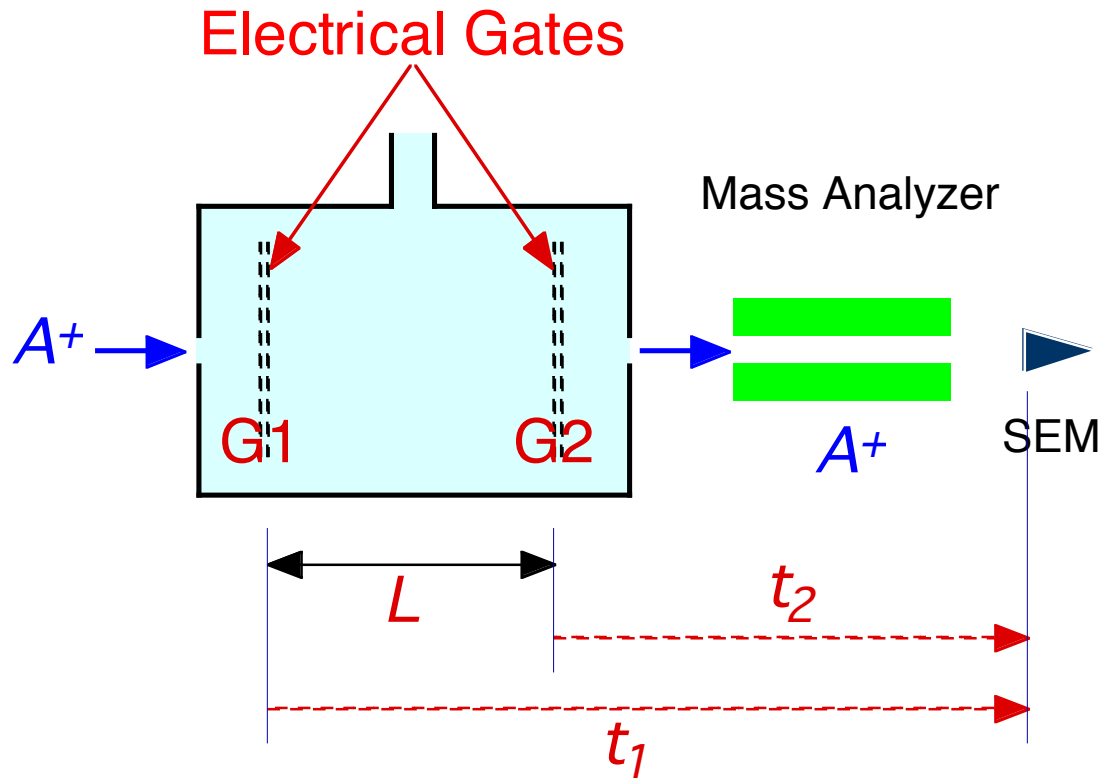 Electrical Gates
Mass Analyzer
A⁺
G1
G2
A⁺
SEM
L
t₂
t₁